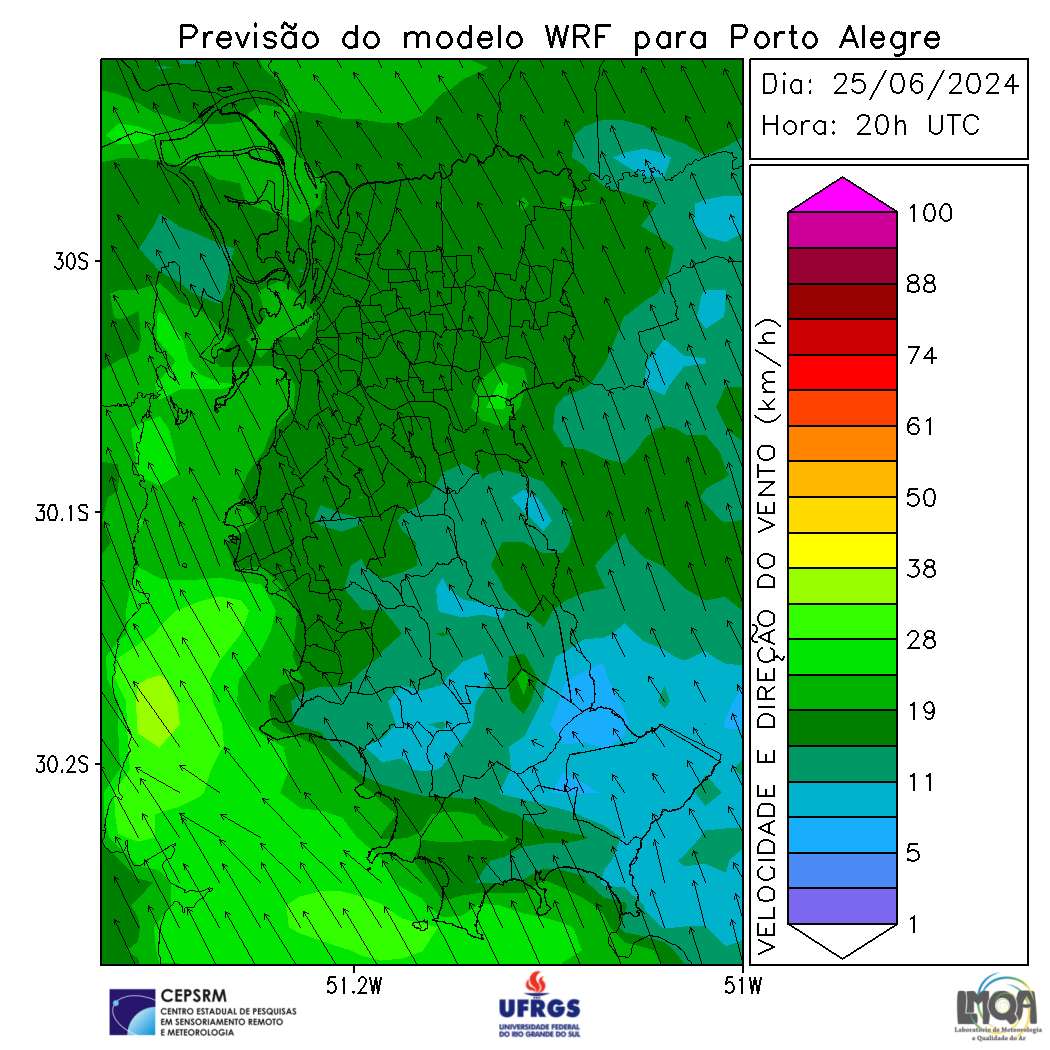 Previsão do modelo WRF para Porto Alegre
Dia: 25/06/2024
Hora: 20h UTC
30S
30.1S
30.2S
51.2W
51W
VELOCIDADE E DIREÇÃO DO VENTO (km/h)
100
88
74
61
50
38
28
19
11
5
1
CEPSRM
CENTRO ESTADUAL DE PESQUISAS
EM SENSORIAMENTO REMOTO
E METEOROLOGIA
UFRGS
UNIVERSIDADE FEDERAL
DO RIO GRANDE DO SUL
LMQA
Laboratório de Meteorologia
e Qualidade do Ar